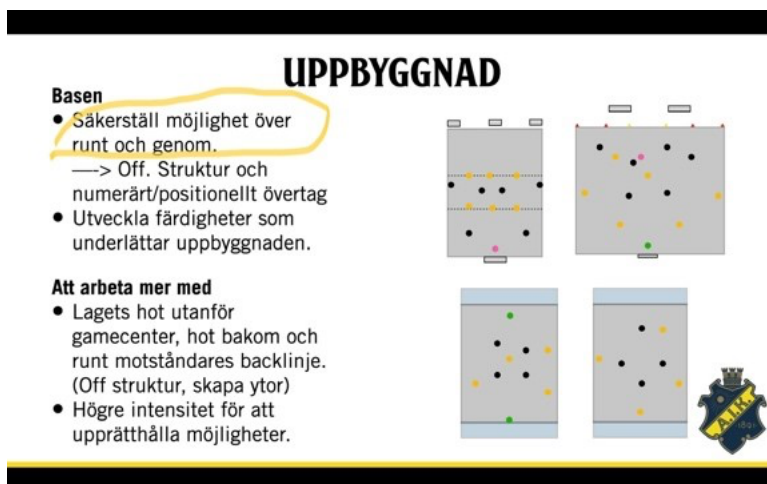 UPPBYGGNAD
Basen
• Säkerställ möjlighet över
runt och genom.
—-> Off. Struktur och
numerärt/positionellt övertag
• Utveckla färdigheter som
underlättar uppbyggnaden.
Att arbeta mer med
• Lagets hot utanför
gamecenter, hot bakom och
runt motståndares backlinje.
(Off struktur, skapa ytor)
• Högre intensitet för att
upprätthålla möjligheter.
A.I.K.
1891